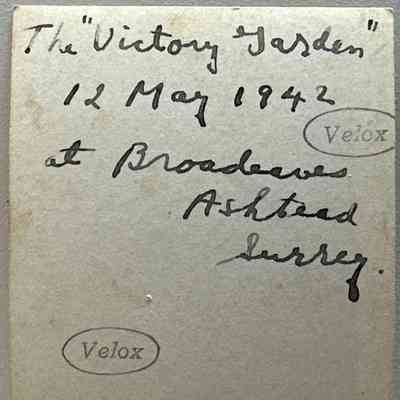 The "Victory Garden"
12 May 1942
Velox
at Broadeaves
Ashtead
Surrey.
Velox